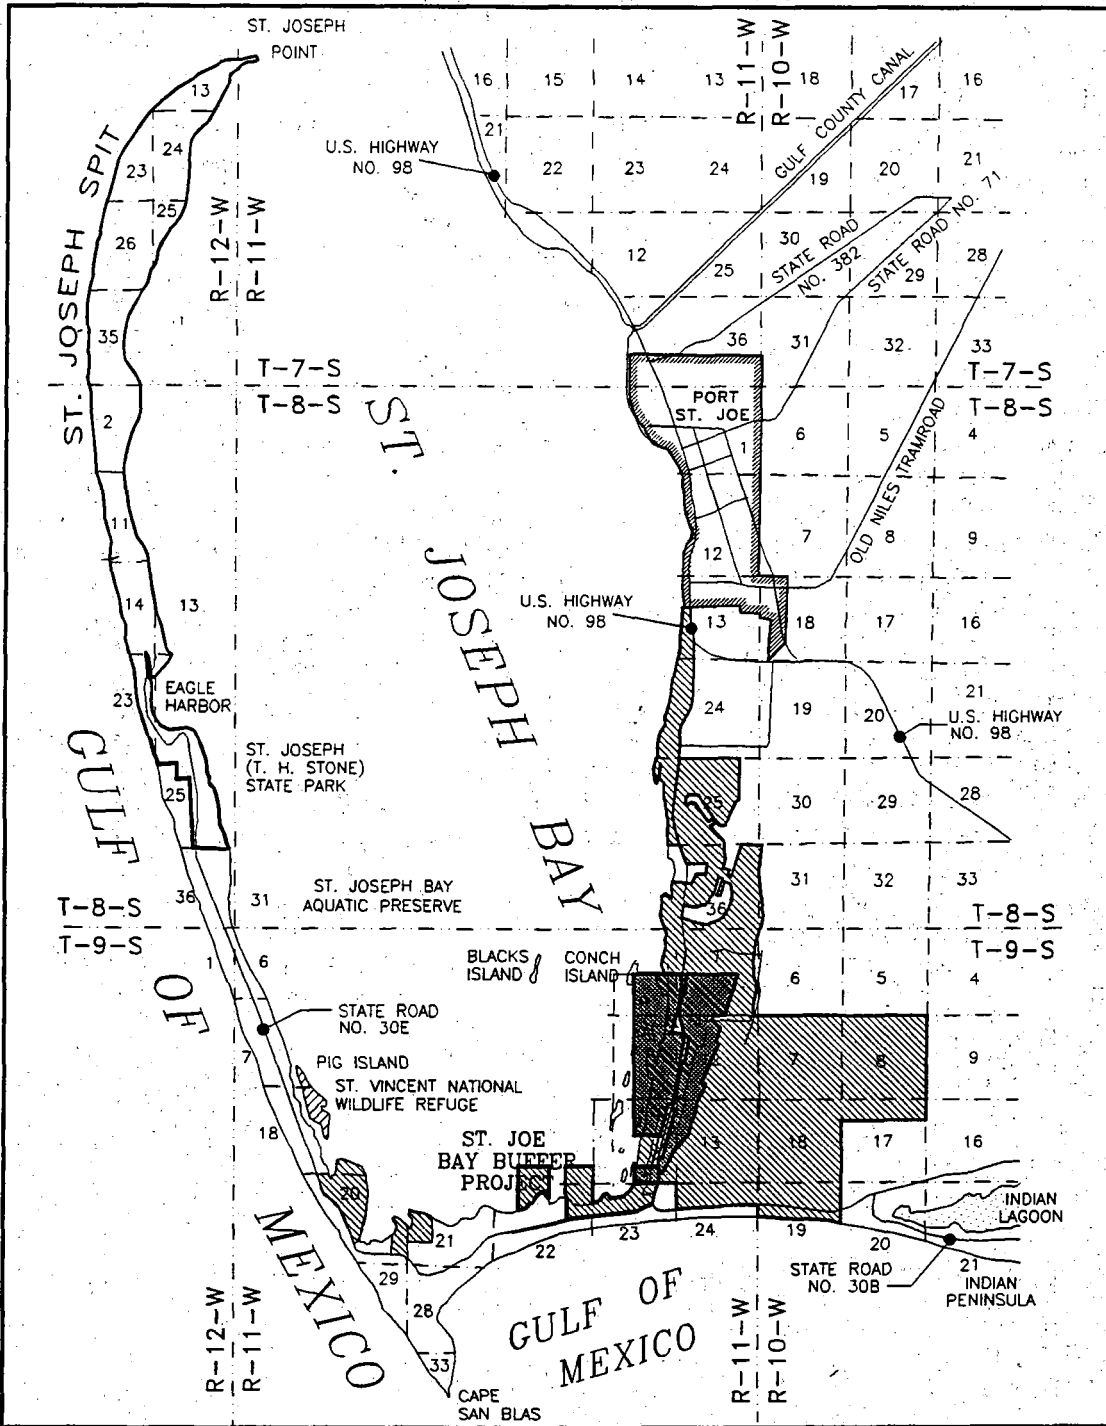 ST. JOSEPH
POINT
ST. JOSEPH SPIT
13
24
23
25
26
35
R-12-W
R-11-W
16
15
14
13
R-11-W
R-10-W
18
17
16
GULF COUNTY CANAL
21
U.S. HIGHWAY
NO. 98
22
23
24
19
20
21
12
25
30
STATE ROAD
NO. 382
STATE ROAD NO. 71
29
28
36
31
32
33
T-7-S
T-8-S
T-7-S
T-8-S
PORT
ST. JOE
2
1
6
5
4
OLD NILES TRAMROAD
ST. JOSEPH BAY
11
12
7
8
9
14
13
U.S. HIGHWAY
NO. 98
13
18
17
16
23
EAGLE
HARBOR
24
19
20
21
U.S. HIGHWAY
NO. 98
ST. JOSEPH
(T. H. STONE)
STATE PARK
25
25
30
29
28
GULF OF MEXICO
36
31
ST. JOSEPH BAY
AQUATIC PRESERVE
36
31
32
33
T-8-S
T-9-S
T-8-S
T-9-S
1
6
BLACKS
ISLAND
CONCH
ISLAND
1
6
5
4
STATE ROAD
NO. 30E
7
PIG ISLAND
ST. VINCENT NATIONAL
WILDLIFE REFUGE
7
8
9
18
ST. JOE
BAY BUFFER
PROJECT
13
18
17
16
20
21
22
23
24
19
20
21
INDIAN
LAGOON
STATE ROAD
NO. 30B
INDIAN
PENINSULA
29
28
33
GULF OF
MEXICO
R-12-W
R-11-W
R-11-W
R-10-W
CAPE
SAN BLAS